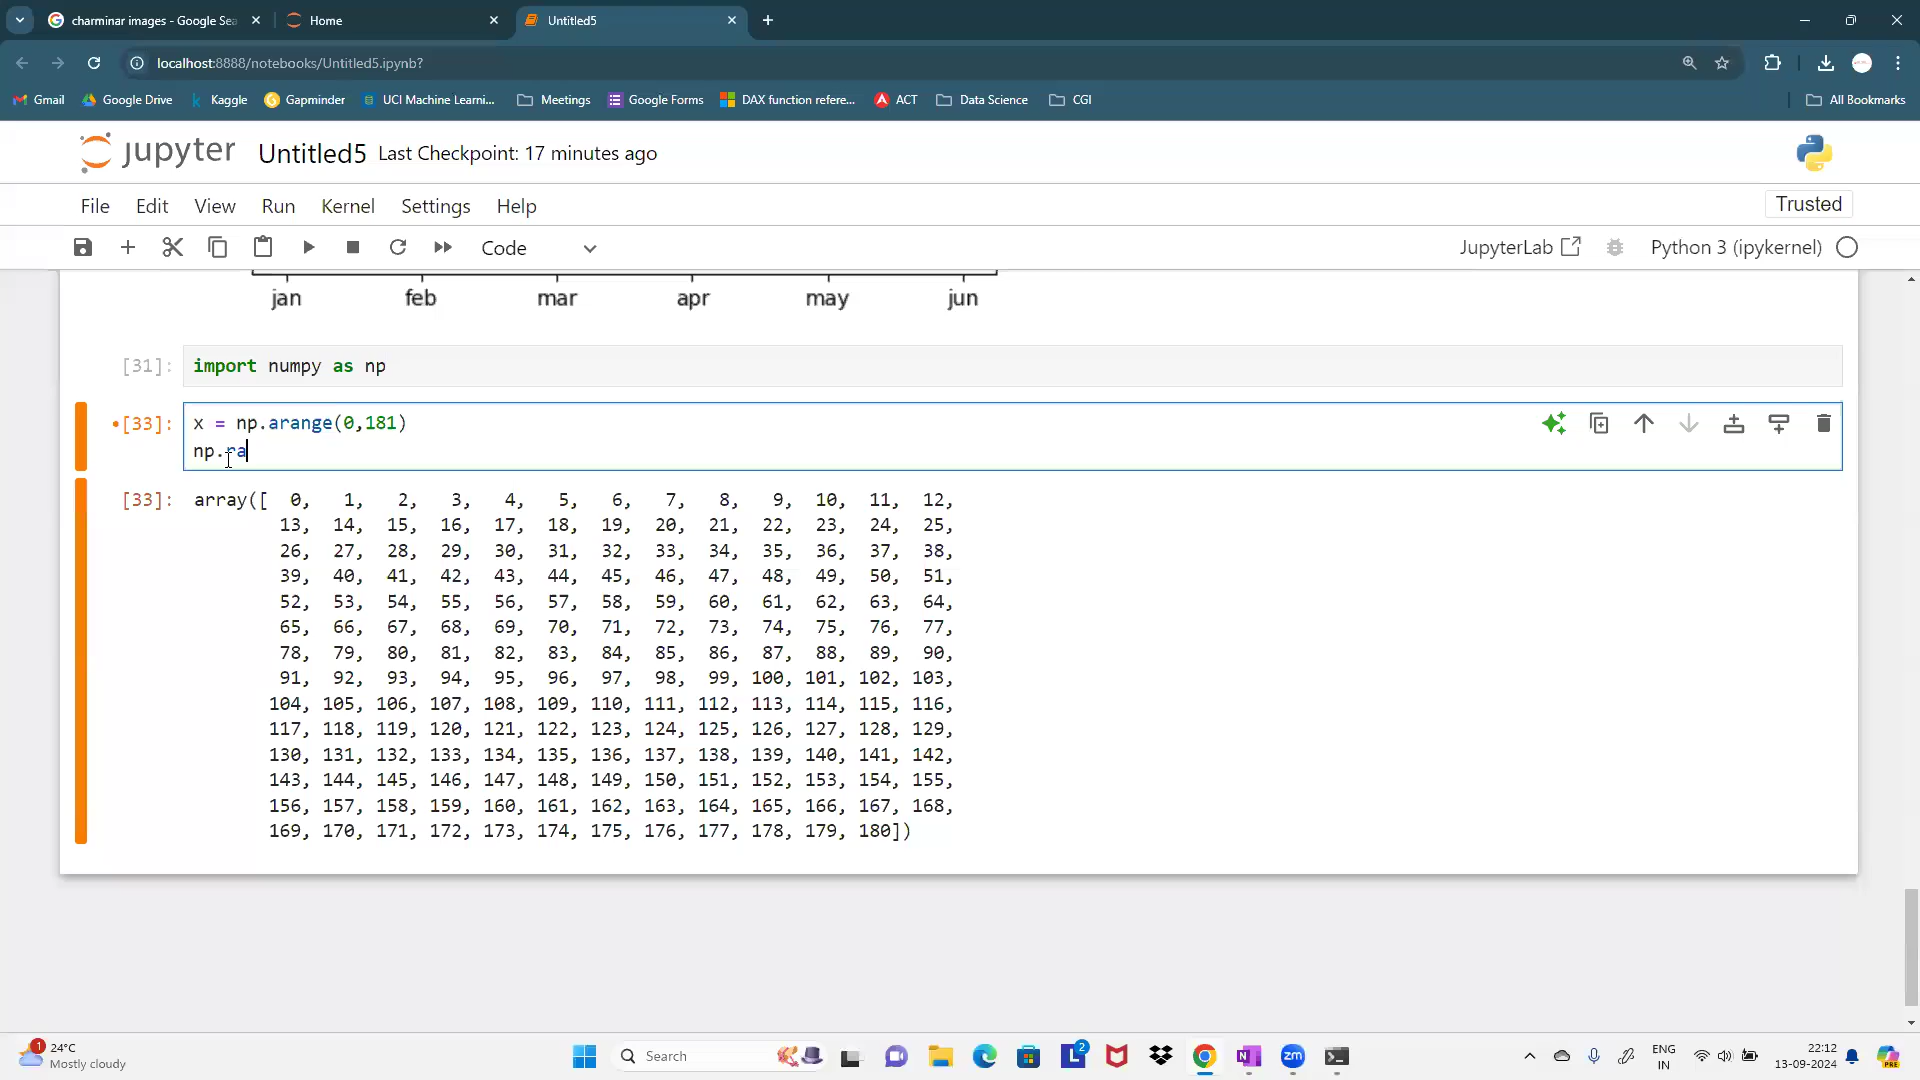 charminar images - Google Sea
Home
Untitled5
localhost:8888/notebooks/Untitled5.ipynb?
Gmail Google Drive Kaggle Gapminder UCI Machine Learni... Meetings Google Forms DAX function refere... ACT Data Science CGI All Bookmarks
jupyter Untitled5 Last Checkpoint: 17 minutes ago
File Edit View Run Kernel Settings Help Trusted
Code JupyterLab Python 3 (ipykernel)
jan feb mar apr may jun
[31]: import numpy as np
•[33]: x = np.arange(0,181)
np.ra
[33]: array([ 0, 1, 2, 3, 4, 5, 6, 7, 8, 9, 10, 11, 12,
13, 14, 15, 16, 17, 18, 19, 20, 21, 22, 23, 24, 25,
26, 27, 28, 29, 30, 31, 32, 33, 34, 35, 36, 37, 38,
39, 40, 41, 42, 43, 44, 45, 46, 47, 48, 49, 50, 51,
52, 53, 54, 55, 56, 57, 58, 59, 60, 61, 62, 63, 64,
65, 66, 67, 68, 69, 70, 71, 72, 73, 74, 75, 76, 77,
78, 79, 80, 81, 82, 83, 84, 85, 86, 87, 88, 89, 90,
91, 92, 93, 94, 95, 96, 97, 98, 99, 100, 101, 102, 103,
104, 105, 106, 107, 108, 109, 110, 111, 112, 113, 114, 115, 116,
117, 118, 119, 120, 121, 122, 123, 124, 125, 126, 127, 128, 129,
130, 131, 132, 133, 134, 135, 136, 137, 138, 139, 140, 141, 142,
143, 144, 145, 146, 147, 148, 149, 150, 151, 152, 153, 154, 155,
156, 157, 158, 159, 160, 161, 162, 163, 164, 165, 166, 167, 168,
169, 170, 171, 172, 173, 174, 175, 176, 177, 178, 179, 180])
1 24°C
Mostly cloudy
Search
L 2
zm
ENG
IN
22:12
13-09-2024
PRE